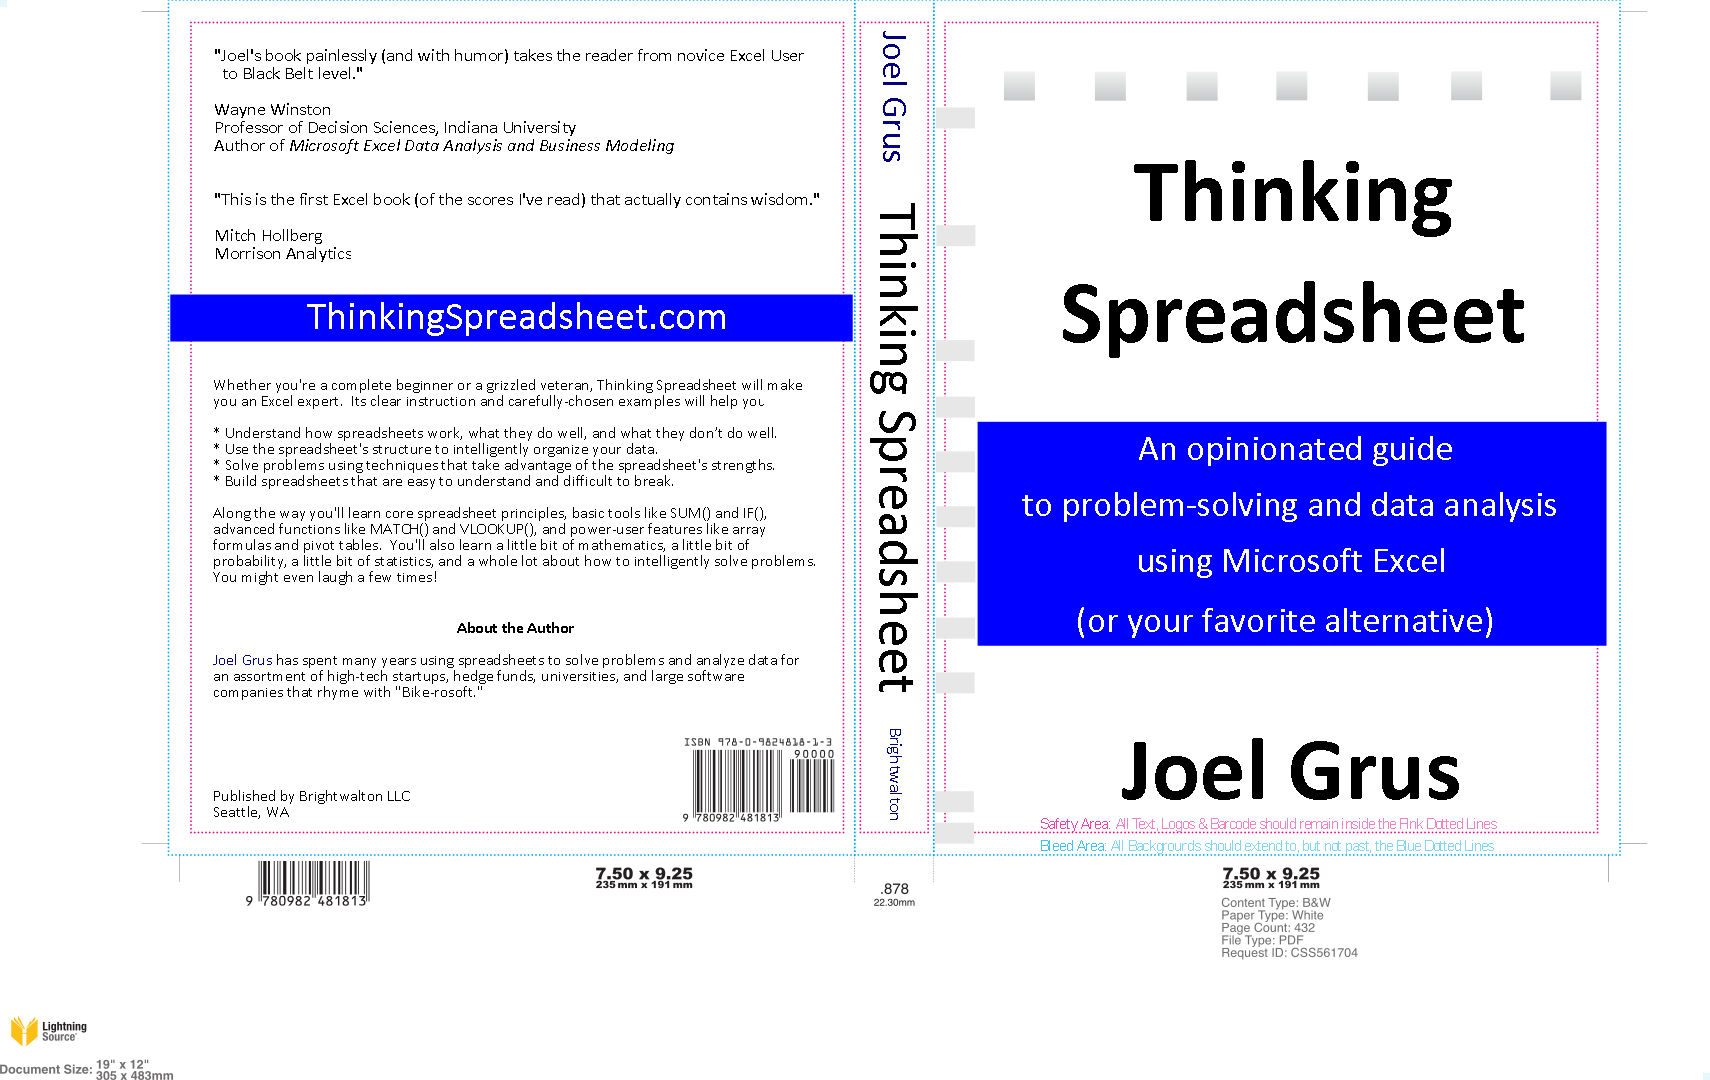 "Joel's book painlessly (and with humor) takes the reader from novice Excel User
to Black Belt level."
Wayne Winston
Professor of Decision Sciences, Indiana University
Author of Microsoft Excel Data Analysis and Business Modeling
"This is the first Excel book (of the scores I've read) that actually contains wisdom."
Mitch Hollberg
Morrison Analytics
ThinkingSpreadsheet.com
Whether you're a complete beginner or a grizzled veteran, Thinking Spreadsheet will make
you an Excel expert.  Its clear instruction and carefully-chosen examples will help you
* Understand how spreadsheets work, what they do well, and what they don't do well.
* Use the spreadsheet's structure to intelligently organize your data.
* Solve problems using techniques that take advantage of the spreadsheet's strengths.
* Build spreadsheets that are easy to understand and difficult to break.
Along the way you'll learn core spreadsheet principles, basic tools like SUM() and IF(),
advanced functions like MATCH() and VLOOKUP(), and power-user features like array
formulas and pivot tables.  You'll also learn a little bit of mathematics, a little bit of
probability, a little bit of statistics, and a whole lot about how to intelligently solve problems.
You might even laugh a few times!
About the Author
Joel Grus has spent many years using spreadsheets to solve problems and analyze data for
an assortment of high-tech startups, hedge funds, universities, and large software
companies that rhyme with "Bike-rosoft."
Published by Brightwalton LLC
Seattle, WA
ISBN 978-0-9824818-1-3
90000
9 780982 481813
Joel Grus
Thinking Spreadsheet
Brightwalton
Thinking
Spreadsheet
An opinionated guide
to problem-solving and data analysis
using Microsoft Excel
(or your favorite alternative)
Joel Grus
Safety Area: All Text, Logos & Barcode should remain inside the Pink Dotted Lines
Bleed Area: All Backgrounds should extend to, but not past, the Blue Dotted Lines
9 780982 481813
7.50 x 9.25
235 mm x 191 mm
.878
22.30mm
7.50 x 9.25
235 mm x 191 mm
Content Type: B&W
Paper Type: White
Page Count: 432
File Type: PDF
Request ID: CSS561704
Lightning
Source
Document Size: 19" x 12"
305 x 483mm